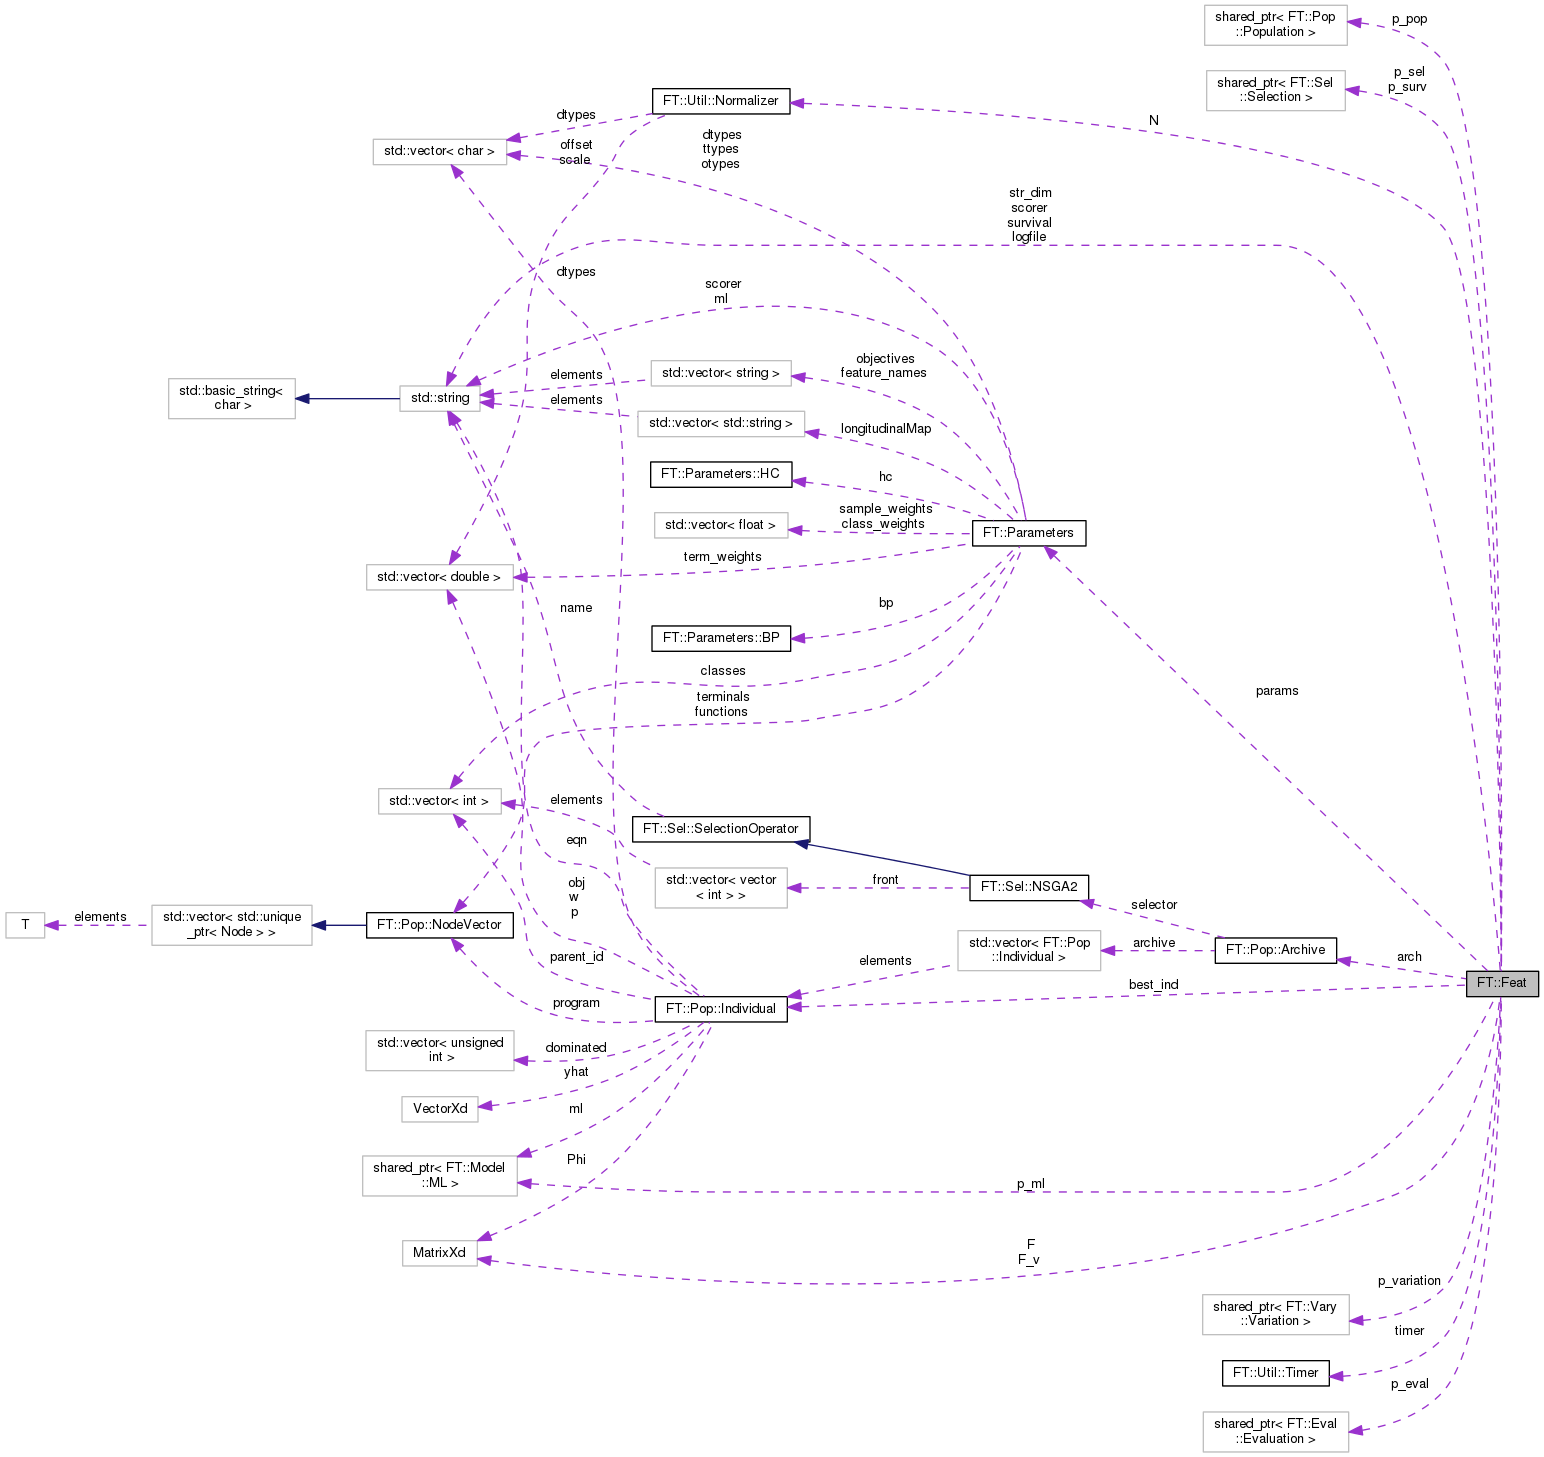 shared_ptr< FT::Pop
::Population >
p_pop
shared_ptr< FT::Sel
::Selection >
p_sel
p_surv
FT::Util::Normalizer
N
dtypes
std::vector< char >
offset
scale
dtypes
ttypes
otypes
str_dim
scorer
survival
logfile
dtypes
scorer
ml
objectives
feature_names
std::vector< string >
elements
std::basic_string<
char >
std::string
elements
std::vector< std::string >
longitudinalMap
FT::Parameters::HC
hc
sample_weights
class_weights
std::vector< float >
FT::Parameters
term_weights
std::vector< double >
name
bp
FT::Parameters::BP
classes
params
terminals
functions
std::vector< int >
elements
FT::Sel::SelectionOperator
eqn
std::vector< vector
< int > >
front
FT::Sel::NSGA2
obj
w
p
selector
T
elements
std::vector< std::unique
_ptr< Node > >
FT::Pop::NodeVector
std::vector< FT::Pop
::Individual >
archive
FT::Pop::Archive
arch
parent_id
elements
best_ind
FT::Feat
program
FT::Pop::Individual
std::vector< unsigned
int >
dominated
yhat
VectorXd
ml
Phi
shared_ptr< FT::Model
::ML >
p_ml
MatrixXd
F
F_v
p_variation
shared_ptr< FT::Vary
::Variation >
timer
FT::Util::Timer
p_eval
shared_ptr< FT::Eval
::Evaluation >